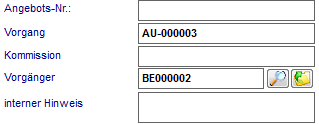 Angebots-Nr.:
Vorgang AU-000003
Kommission
Vorgänger BE000002
interner Hinweis